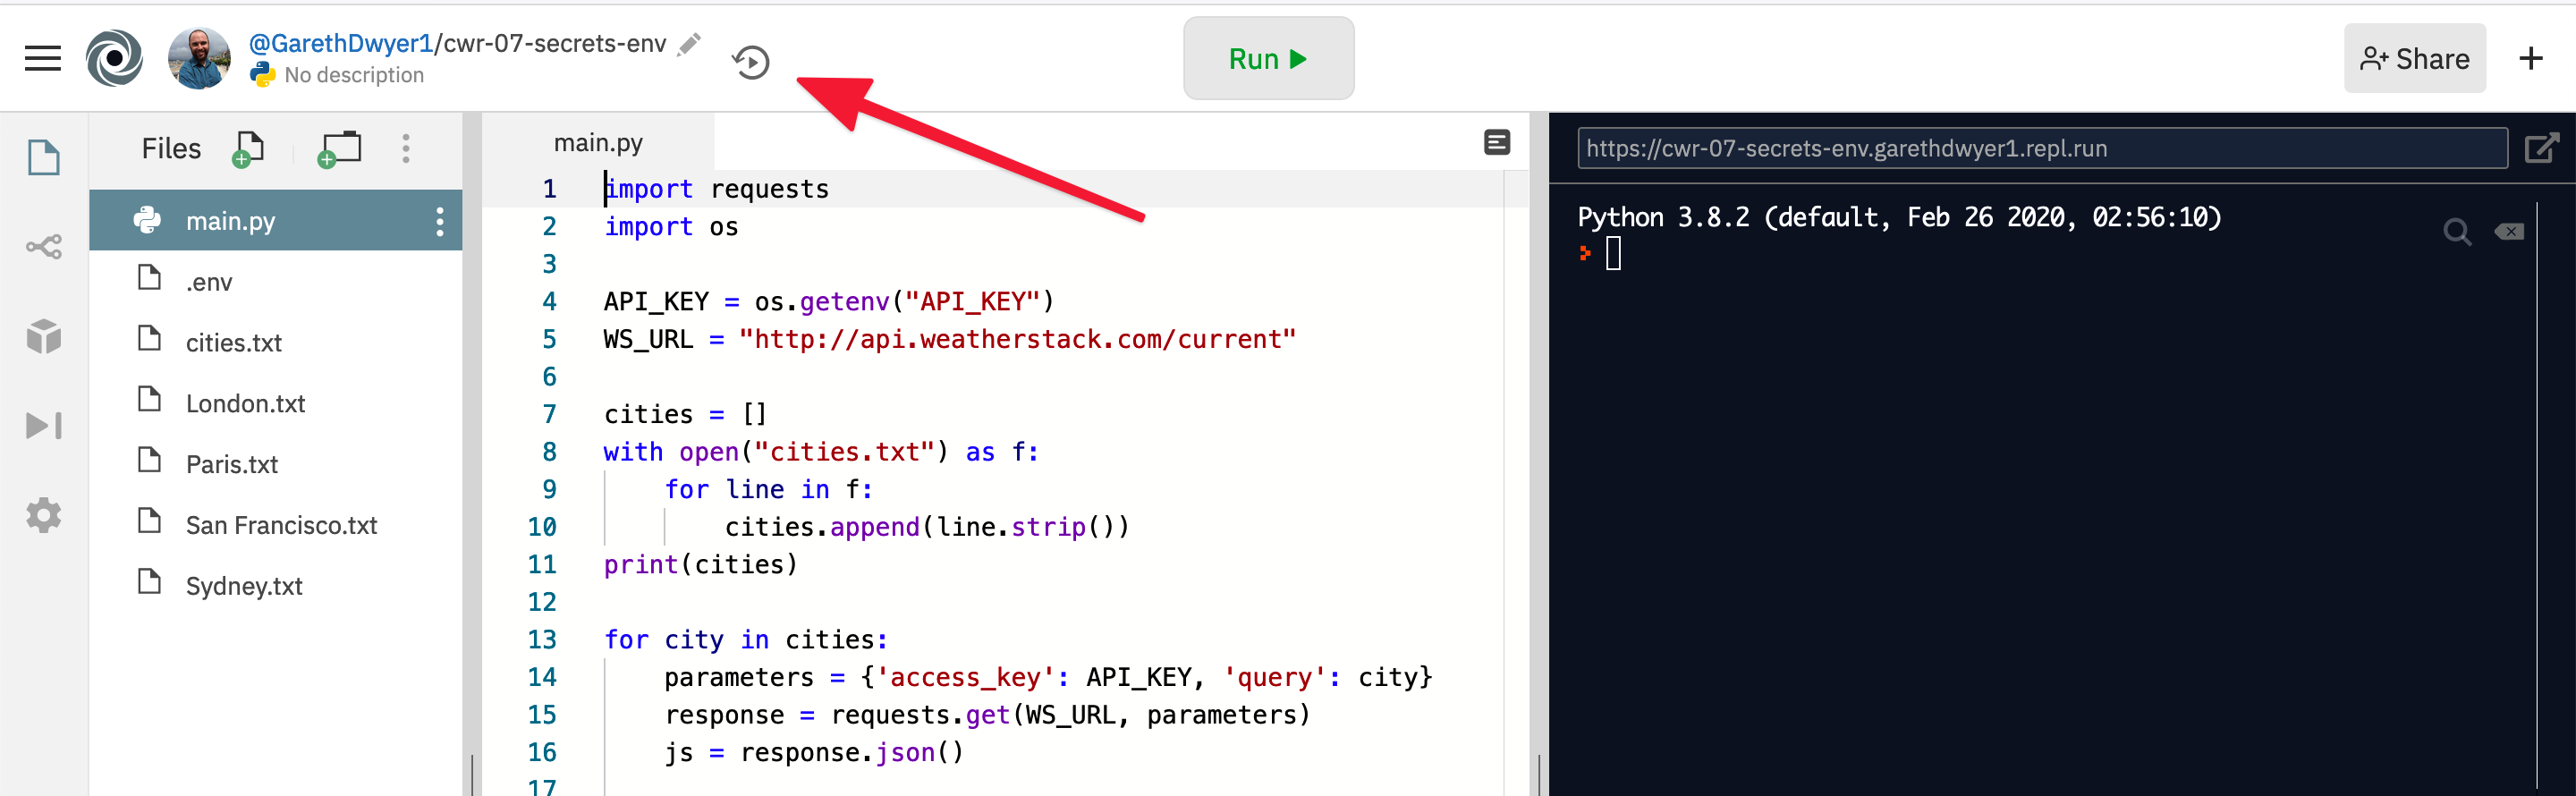 @GarethDwyer1/cwr-07-secrets-env
No description
Run
Share
Files
main.py
.env
cities.txt
London.txt
Paris.txt
San Francisco.txt
Sydney.txt
main.py
1 import requests
2 import os
3
4 API_KEY = os.getenv("API_KEY")
5 WS_URL = "http://api.weatherstack.com/current"
6
7 cities = []
8 with open("cities.txt") as f:
9 for line in f:
10 cities.append(line.strip())
11 print(cities)
12
13 for city in cities:
14 parameters = {'access_key': API_KEY, 'query': city}
15 response = requests.get(WS_URL, parameters)
16 js = response.json()
17
https://cwr-07-secrets-env.garethdwyer1.repl.run
Python 3.8.2 (default, Feb 26 2020, 02:56:10)